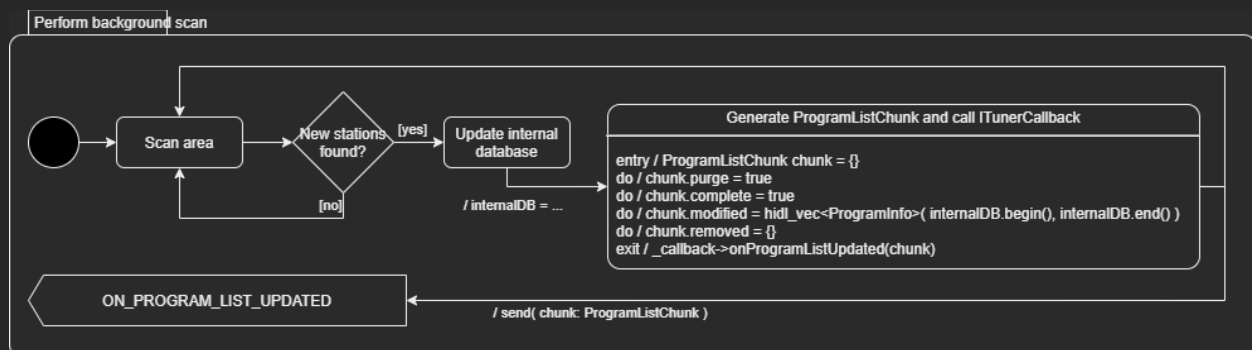 Perform background scan
Scan area
New stations
found?
[yes]
[no]
Update internal
database
/ internalDB = ...
Generate ProgramListChunk and call ITunerCallback
entry / ProgramListChunk chunk = {}
do / chunk.purge = true
do / chunk.complete = true
do / chunk.modified = hidl_vec<ProgramInfo>( internalDB.begin(), internalDB.end() )
do / chunk.removed = {}
exit / _callback->onProgramListUpdated(chunk)
ON_PROGRAM_LIST_UPDATED
/ send( chunk: ProgramListChunk )